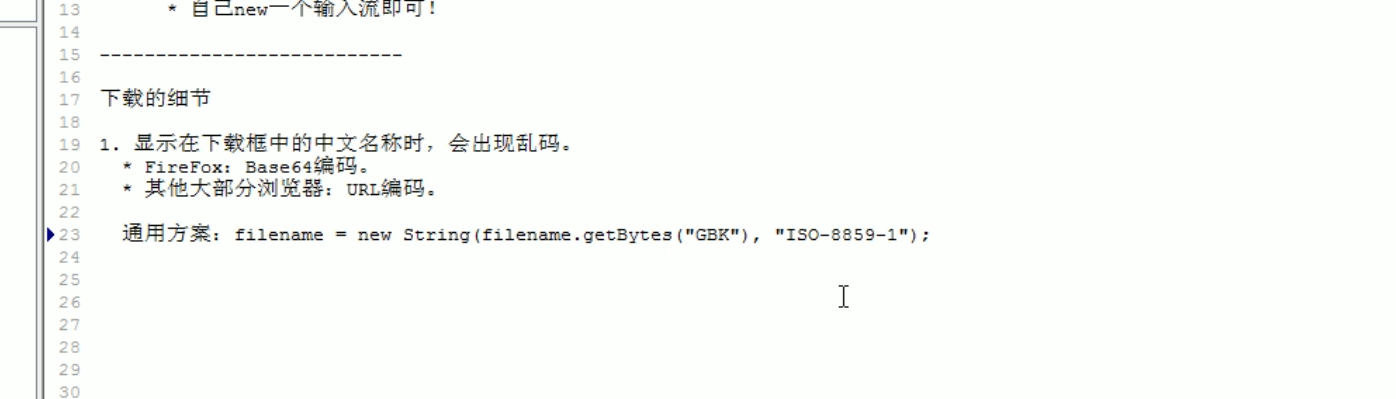 13 * 自己new一个输入流即可!
14
15 ---------------------------
16
17 下载的细节
18
19 1. 显示在下载框中的中文名称时，会出现乱码。
20 * FireFox：Base64编码。
21 * 其他大部分浏览器：URL编码。
22
23 通用方案：filename = new String(filename.getBytes("GBK"), "ISO-8859-1");
24
25
26
27
28
29
30